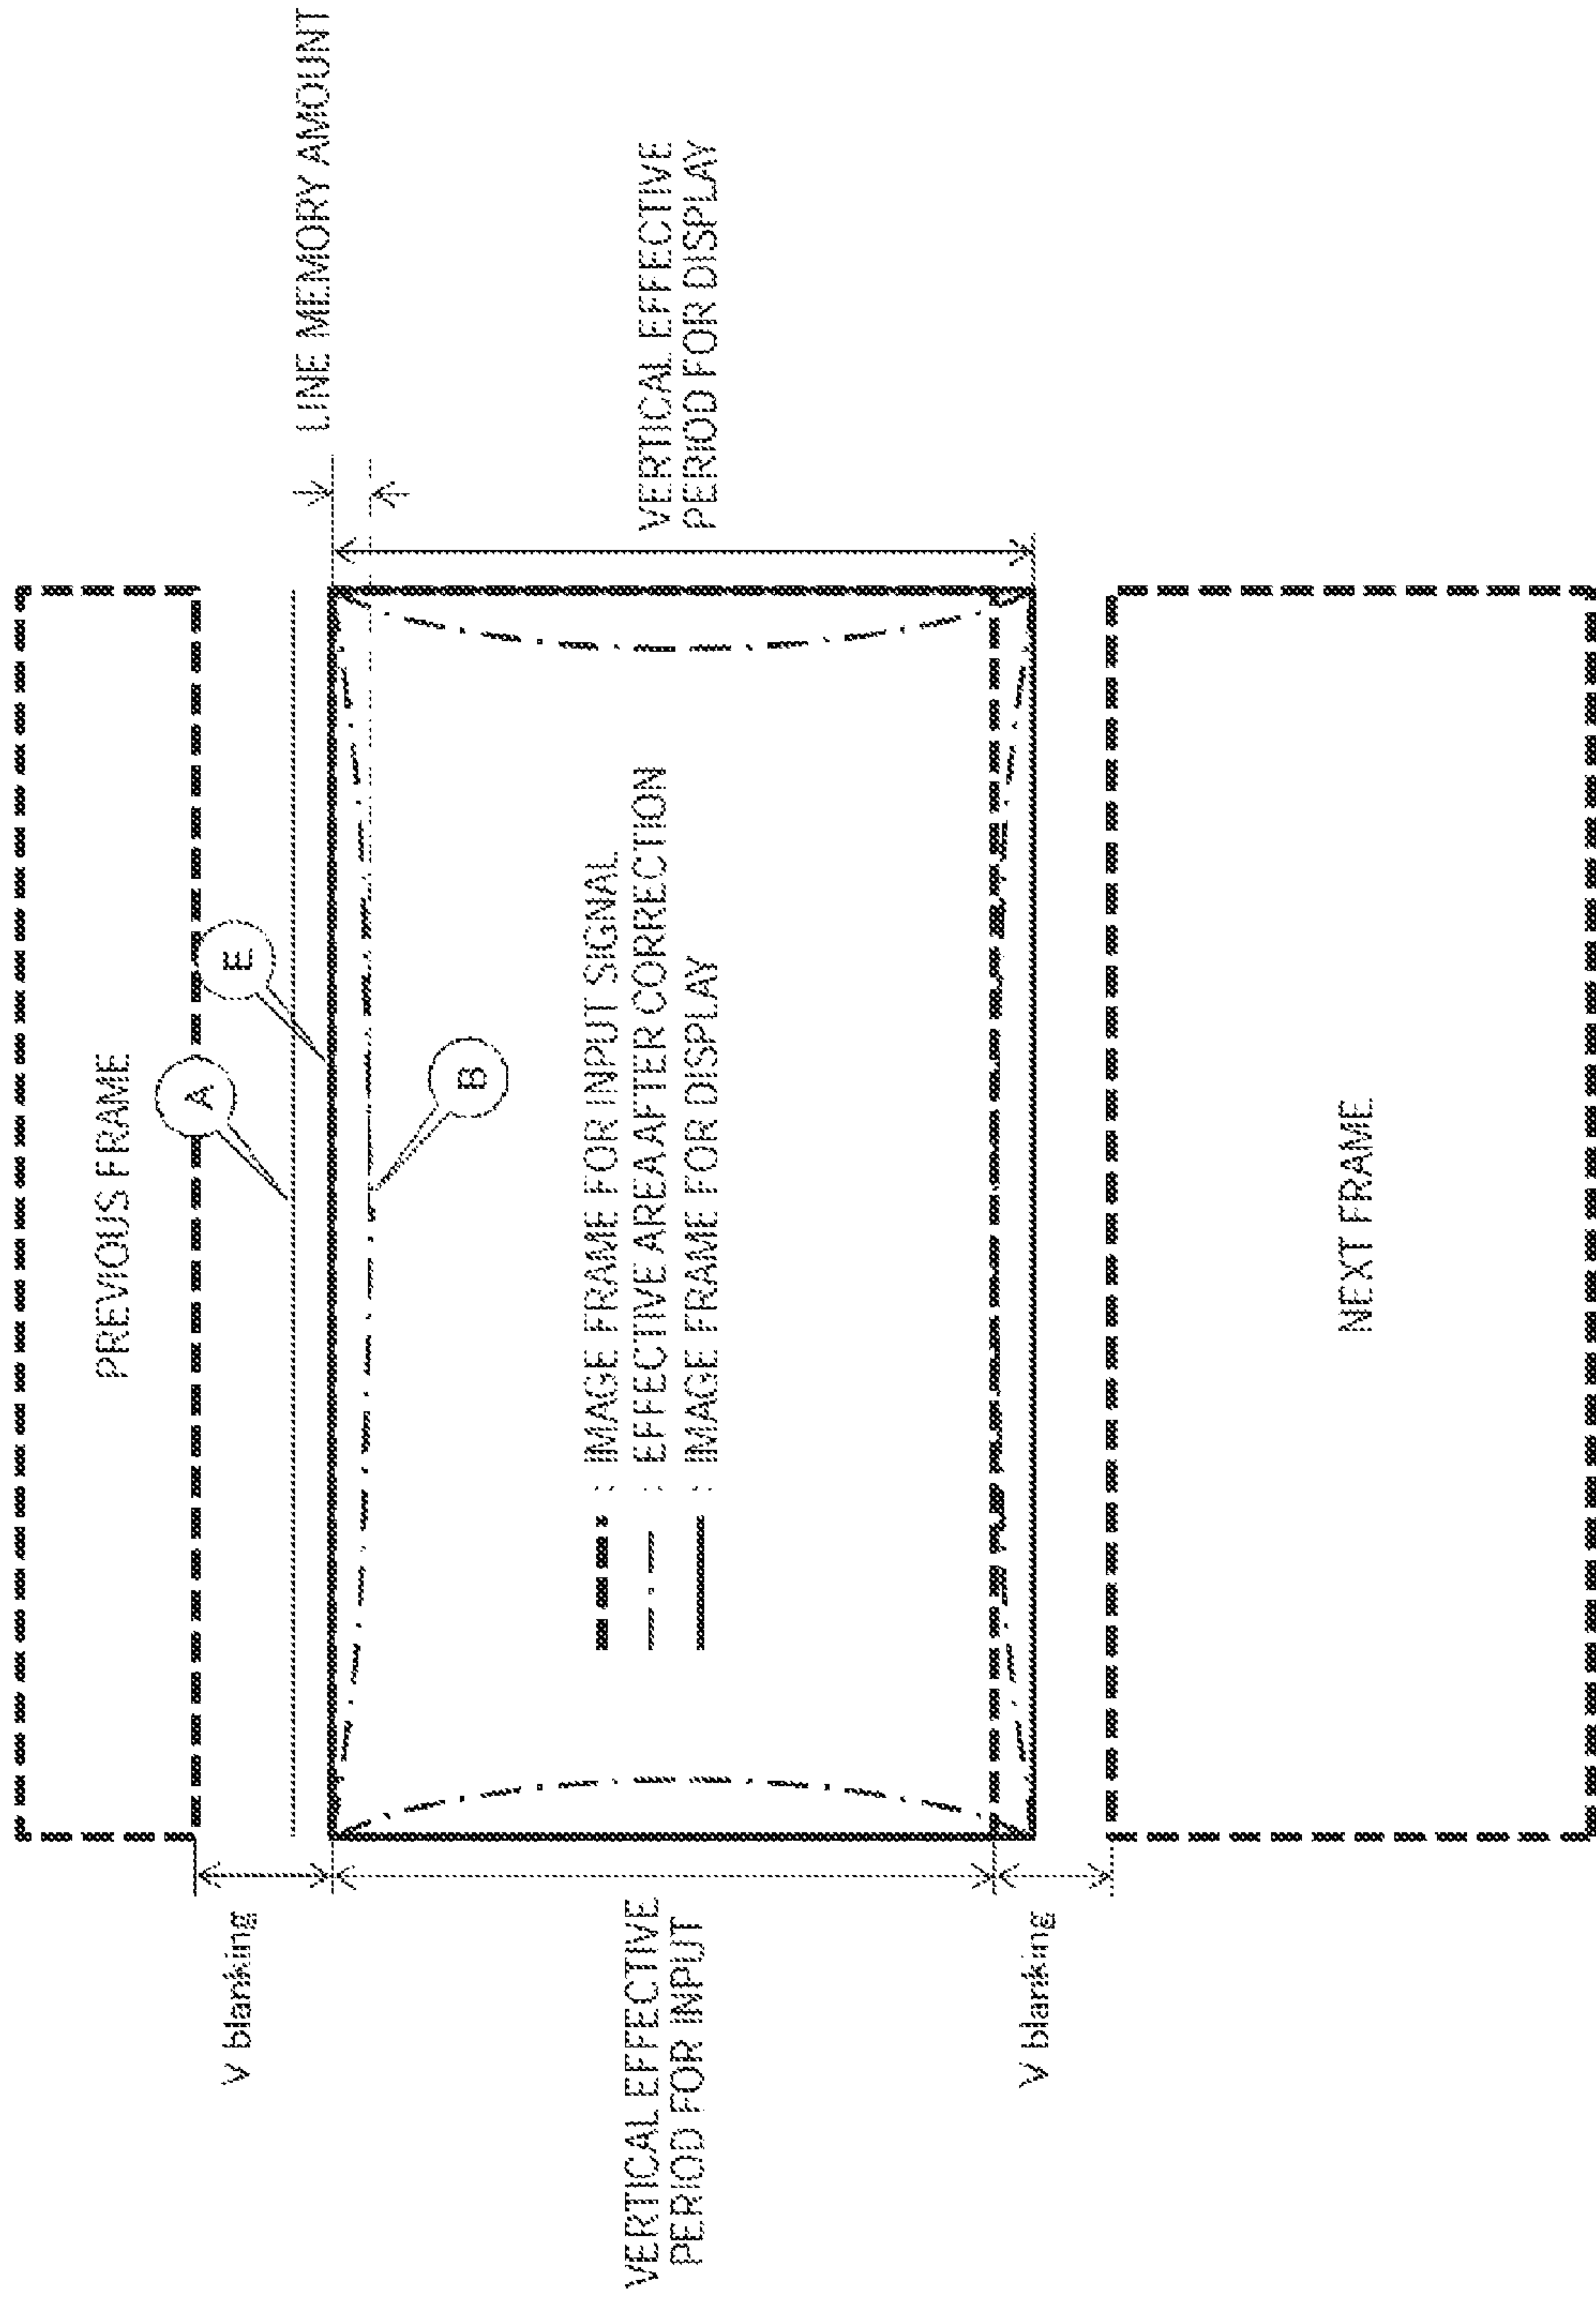 PREVIOUS FRAME
A
E
LINE MEMORY AMOUNT
V blanking
B
VERTICAL EFFECTIVE
PERIOD FOR INPUT
: IMAGE FRAME FOR INPUT SIGNAL
: EFFECTIVE AREA AFTER CORRECTION
: IMAGE FRAME FOR DISPLAY
VERTICAL EFFECTIVE
PERIOD FOR DISPLAY
V blanking
NEXT FRAME